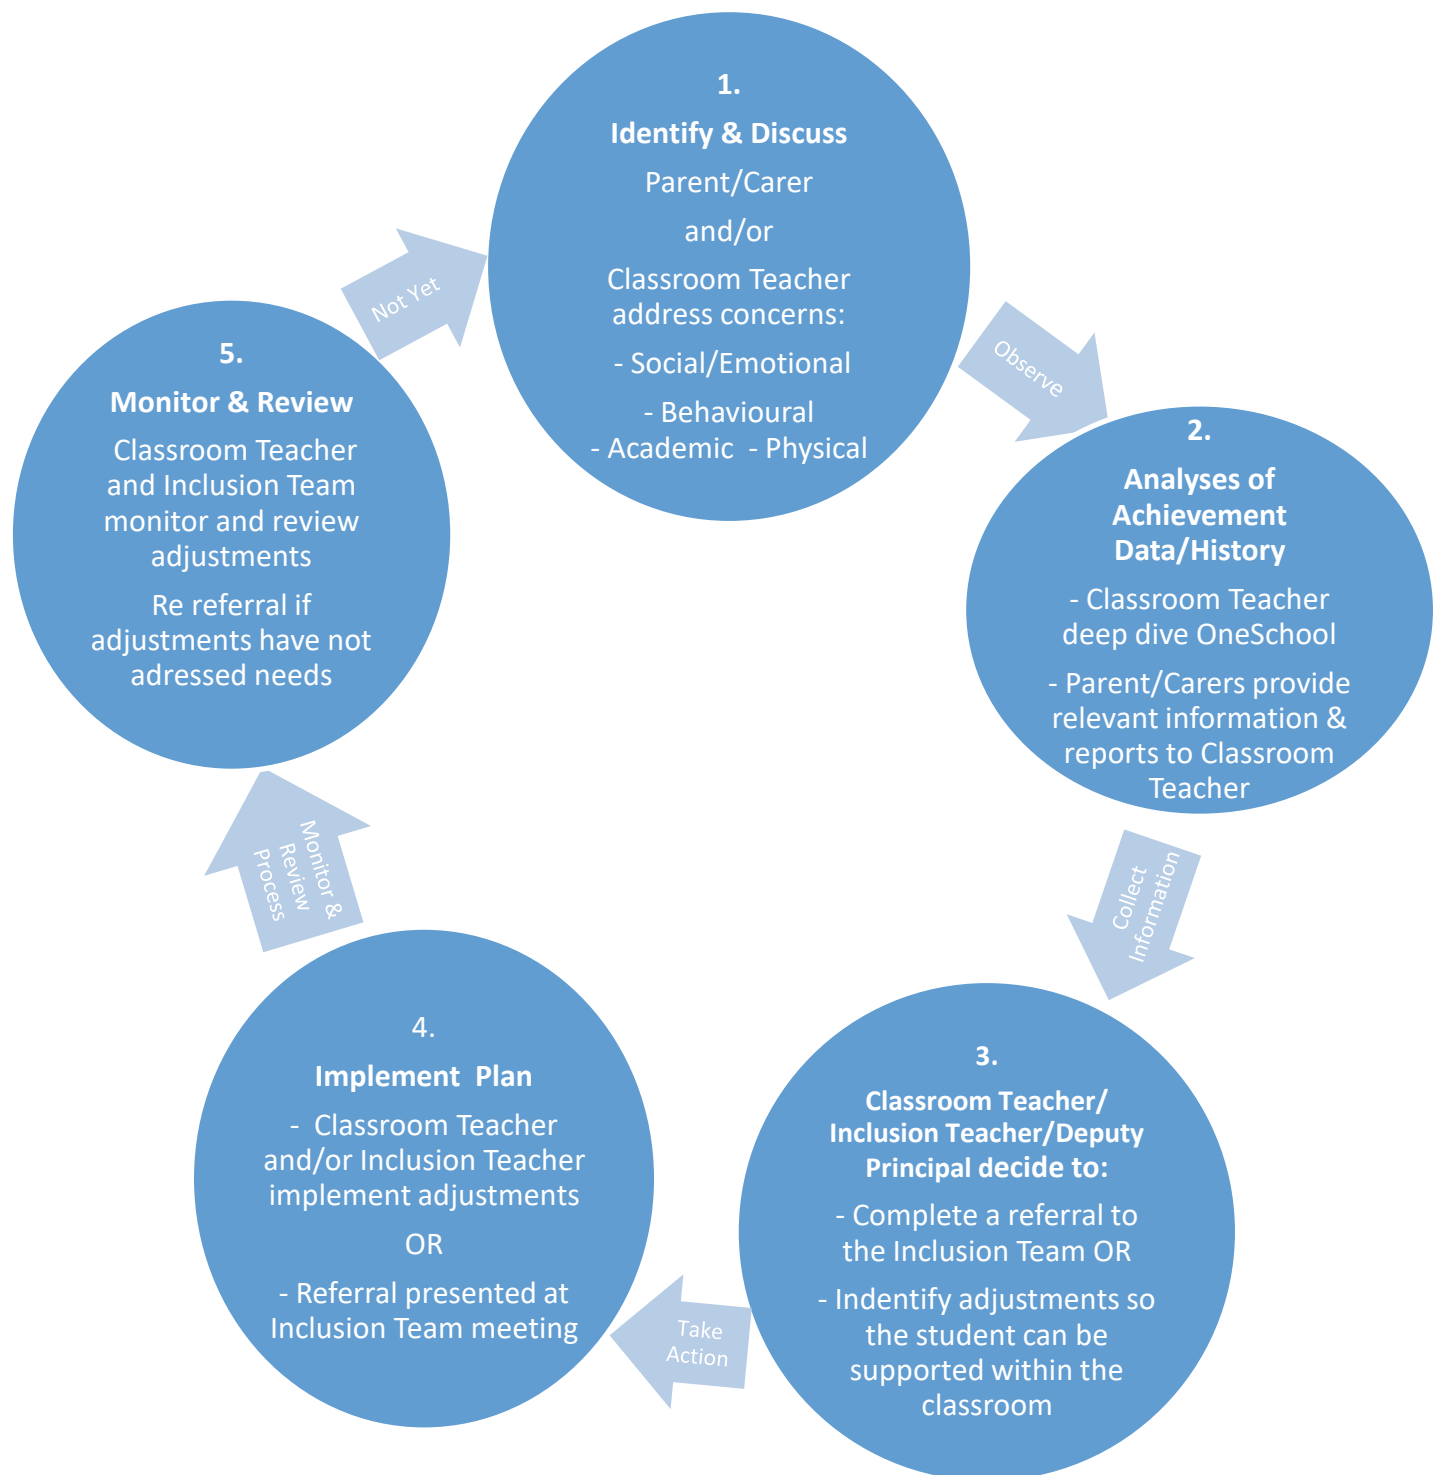 1.
Identify & Discuss
Parent/Carer
and/or
Classroom Teacher
address concerns:
- Social/Emotional
- Behavioural
- Academic  - Physical
Observe
2.
Analyses of
Achievement
Data/History
- Classroom Teacher
deep dive OneSchool
- Parent/Carers provide
relevant information &
reports to Classroom
Teacher
Collect
Information
3.
Classroom Teacher/
Inclusion Teacher/Deputy
Principal decide to:
- Complete a referral to
the Inclusion Team OR
- Indentify adjustments so
the student can be
supported within the
classroom
Take
Action
4.
Implement  Plan
-  Classroom Teacher
and/or Inclusion Teacher
implement adjustments
OR
- Referral presented at
Inclusion Team meeting
Monitor &
Review
Process
5.
Monitor & Review
Classroom Teacher
and Inclusion Team
monitor and review
adjustments
Re referral if
adjustments have not
adressed needs
Not Yet